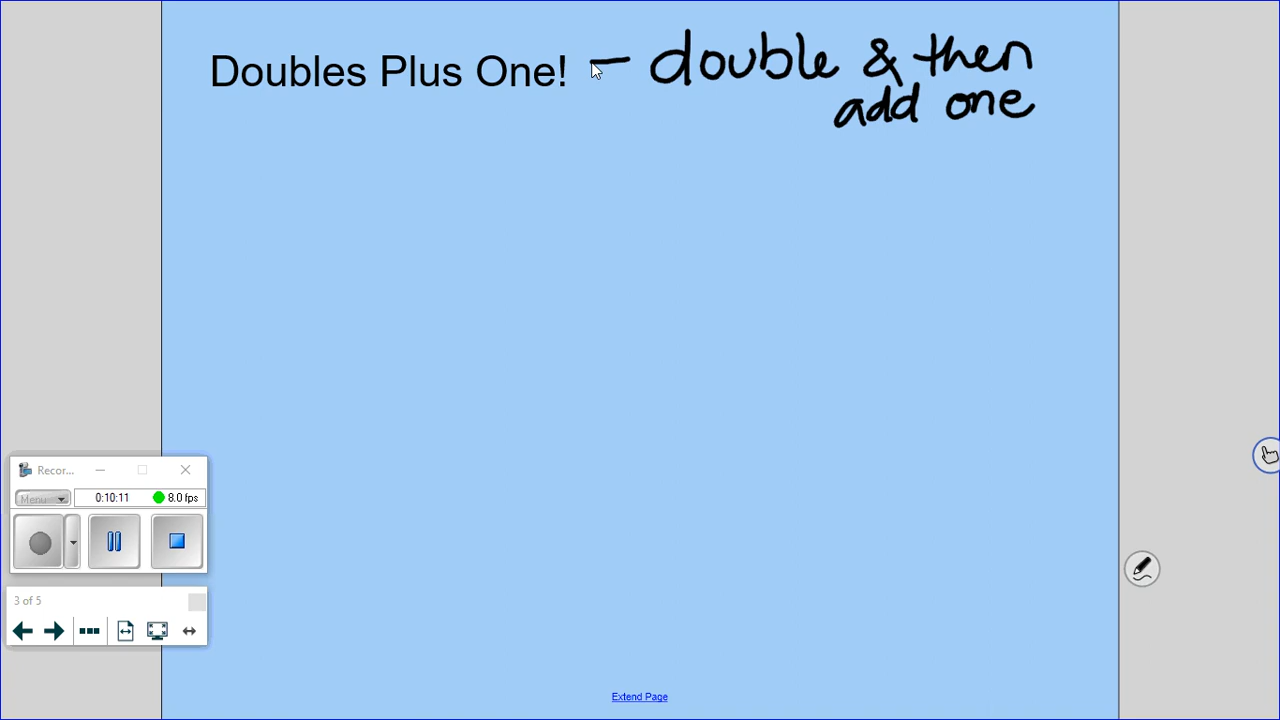 Doubles Plus One! – double & then
add one
Recor...
Menu
0:10:11
8.0 fps
3 of 5
Extend Page